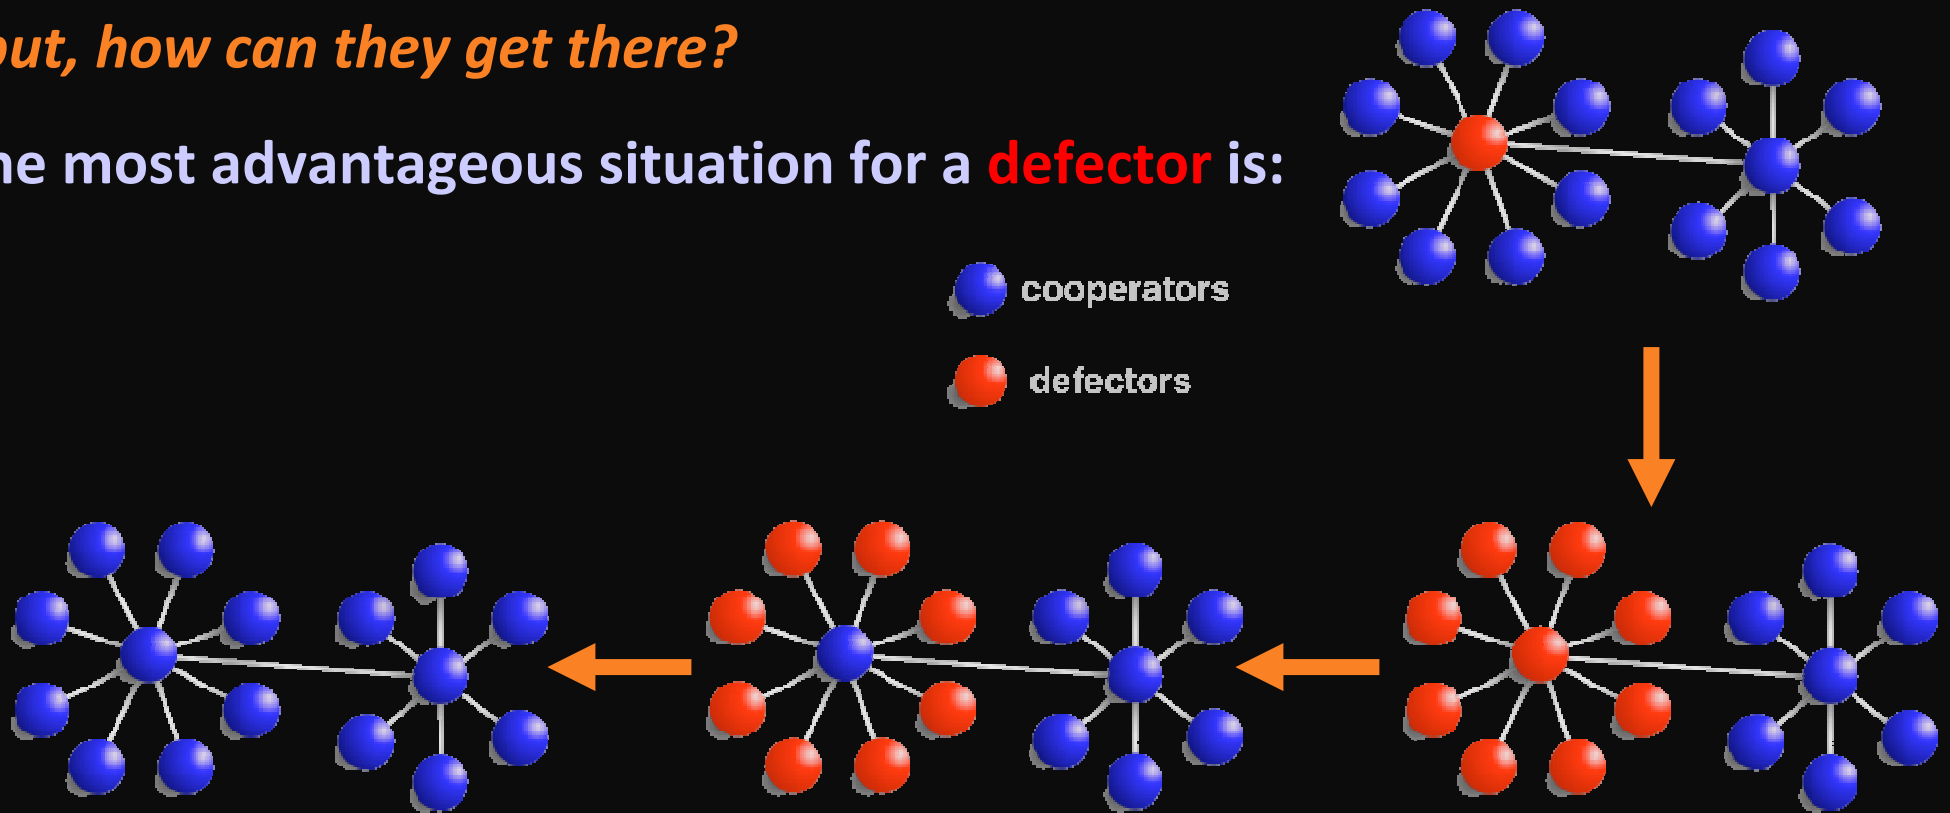 out, how can they get there?
he most advantageous situation for a defector is:
cooperators
defectors